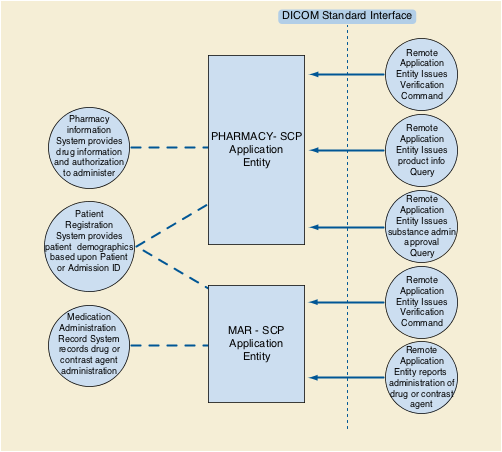 DICOM Standard Interface
Pharmacy
information
System provides
drug information
and authorization
to administer
Patient
Registration
System provides
patient demographics
based upon Patient
or Admission ID
Medication
Administration
Record System
records drug or
contrast agent
administration
PHARMACY- SCP
Application
Entity
MAR - SCP
Application
Entity
Remote
Application
Entity Issues
Verification
Command
Remote
Application
Entity Issues
product info
Query
Remote
Application
Entity Issues
substance admin
approval
Query
Remote
Application
Entity Issues
Verification
Command
Remote
Application
Entity reports
administration of
drug or contrast
agent